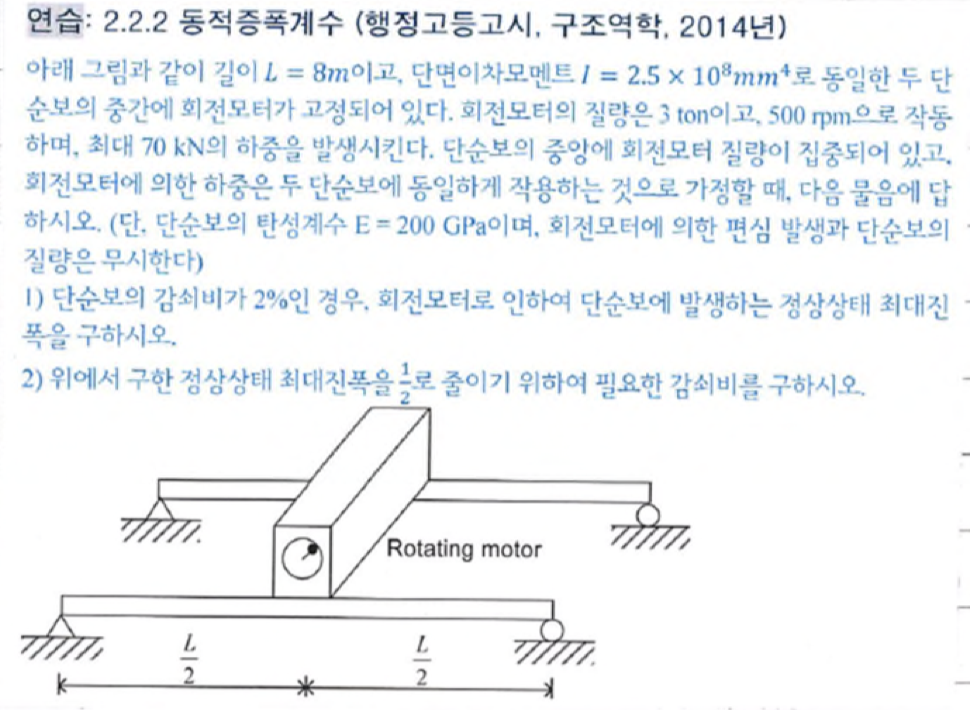 연습: 2.2.2 동적증폭계수 (행정고등고시, 구조역학, 2014년)
아래 그림과 같이 길이 L = 8m이고, 단면이차모멘트 I = 2.5 × 10⁸mm⁴로 동일한 두 단
순보의 중간에 회전모터가 고정되어 있다. 회전모터의 질량은 3 ton이고, 500 rpm으로 작동
하며, 최대 70 kN의 하중을 발생시킨다. 단순보의 중앙에 회전모터 질량이 집중되어 있고,
회전모터에 의한 하중은 두 단순보에 동일하게 작용하는 것으로 가정할 때, 다음 물음에 답
하시오. (단, 단순보의 탄성계수 E = 200 GPa이며, 회전모터에 의한 편심 발생과 단순보의
질량은 무시한다)
1) 단순보의 감쇠비가 2%인 경우, 회전모터로 인하여 단순보에 발생하는 정상상태 최대진
폭을 구하시오.
2) 위에서 구한 정상상태 최대진폭을 1/2로 줄이기 위하여 필요한 감쇠비를 구하시오.
Rotating motor
L/2 L/2